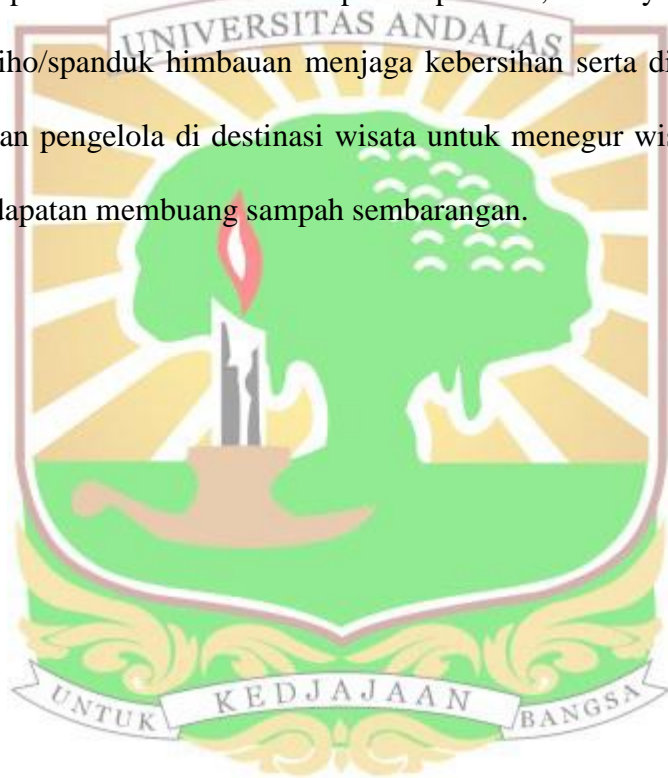 UNIVERSITAS ANDALAS
iho/spanduk himbauan menjaga kebersihan serta di
an pengelola di destinasi wisata untuk menegur wis
dapatan membuang sampah sembarangan.
UNTUK KEDJAJAAN BANGSA